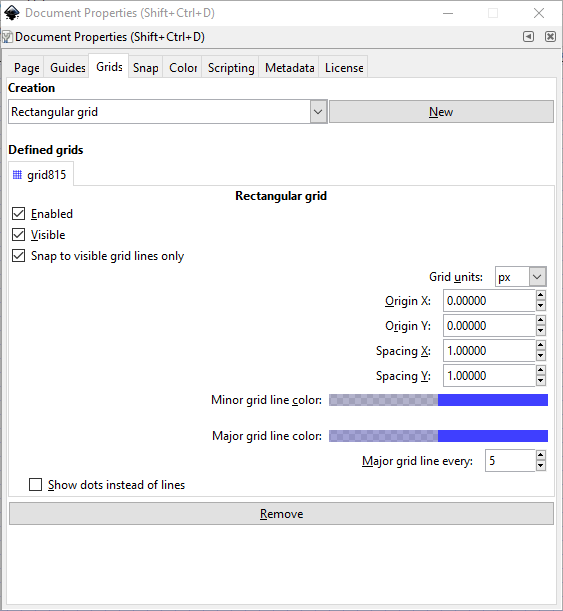 Document Properties (Shift+Ctrl+D)
Document Properties (Shift+Ctrl+D)
Page Guides Grids Snap Color Scripting Metadata License
Creation
Rectangular grid New
Defined grids
grid815
Rectangular grid
Enabled
Visible
Snap to visible grid lines only
Grid units: px
Origin X: 0.00000
Origin Y: 0.00000
Spacing X: 1.00000
Spacing Y: 1.00000
Minor grid line color:
Major grid line color:
Major grid line every: 5
Show dots instead of lines
Remove